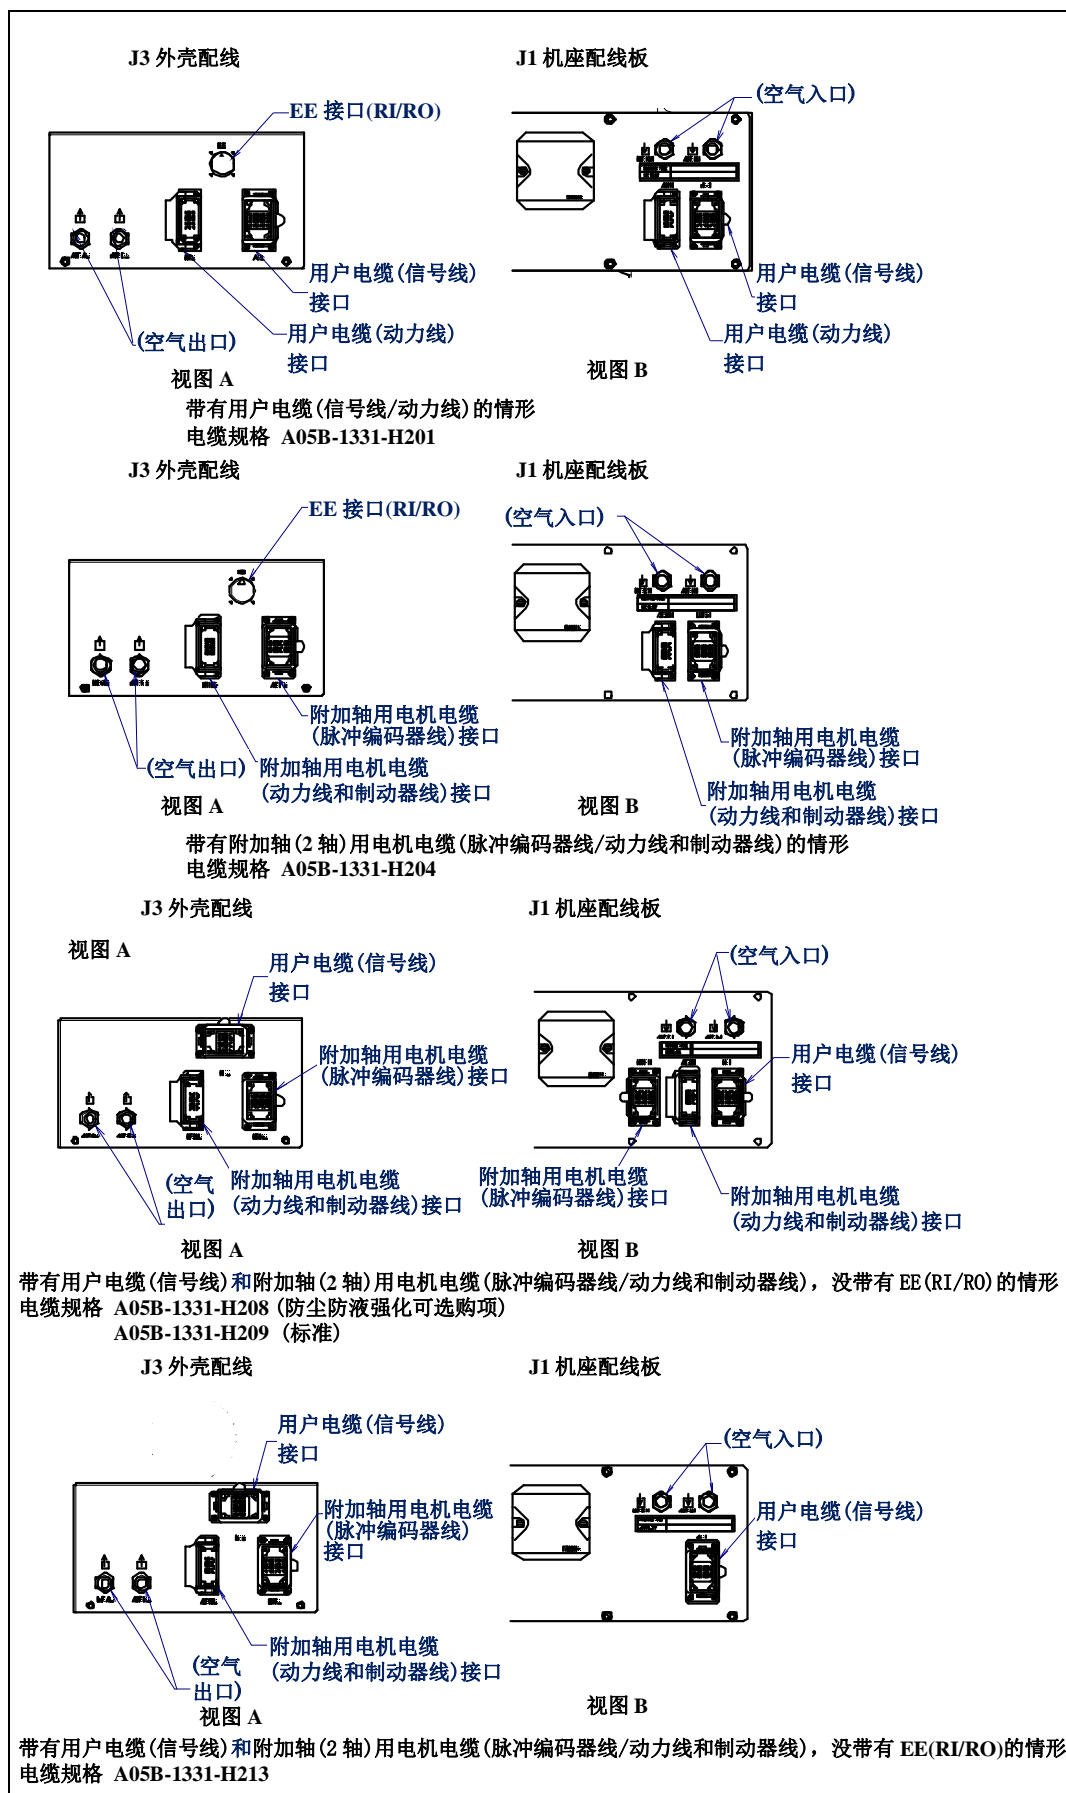 J3 外壳配线
J1 机座配线板
(空气入口)
EE 接口(RI/RO)
用户电缆(信号线)
接口
用户电缆(信号线)
接口
(空气出口)
用户电缆(动力线)
接口
用户电缆(动力线)
接口
视图 A
视图 B
带有用户电缆(信号线/动力线)的情形
电缆规格 A05B-1331-H201
J3 外壳配线
J1 机座配线板
EE 接口(RI/RO)
(空气入口)
附加轴用电机电缆
(脉冲编码器线)接口
附加轴用电机电缆
(脉冲编码器线)接口
(空气出口)
附加轴用电机电缆
(动力线和制动器线)接口
附加轴用电机电缆
(动力线和制动器线)接口
视图 A
视图 B
带有附加轴(2 轴)用电机电缆(脉冲编码器线/动力线和制动器线)的情形
电缆规格 A05B-1331-H204
J3 外壳配线
J1 机座配线板
视图 A
用户电缆(信号线)
接口
(空气入口)
附加轴用电机电缆
(脉冲编码器线)接口
用户电缆(信号线)
接口
(空气
出口)
附加轴用电机电缆
(动力线和制动器线)接口
附加轴用电机电缆
(脉冲编码器线)接口
附加轴用电机电缆
(动力线和制动器线)接口
视图 A
视图 B
带有用户电缆(信号线)和附加轴(2 轴)用电机电缆(脉冲编码器线/动力线和制动器线), 没带有 EE(RI/RO)的情形
电缆规格 A05B-1331-H208 (防尘防液强化可选购项)
A05B-1331-H209 (标准)
J3 外壳配线
J1 机座配线板
用户电缆(信号线)
接口
(空气入口)
附加轴用电机电缆
(脉冲编码器线)
接口
用户电缆(信号线)
接口
(空气
出口)
附加轴用电机电缆
(动力线和制动器线)接口
视图 A
视图 B
带有用户电缆(信号线)和附加轴(2 轴)用电机电缆(脉冲编码器线/动力线和制动器线), 没带有 EE(RI/RO)的情形
电缆规格 A05B-1331-H213